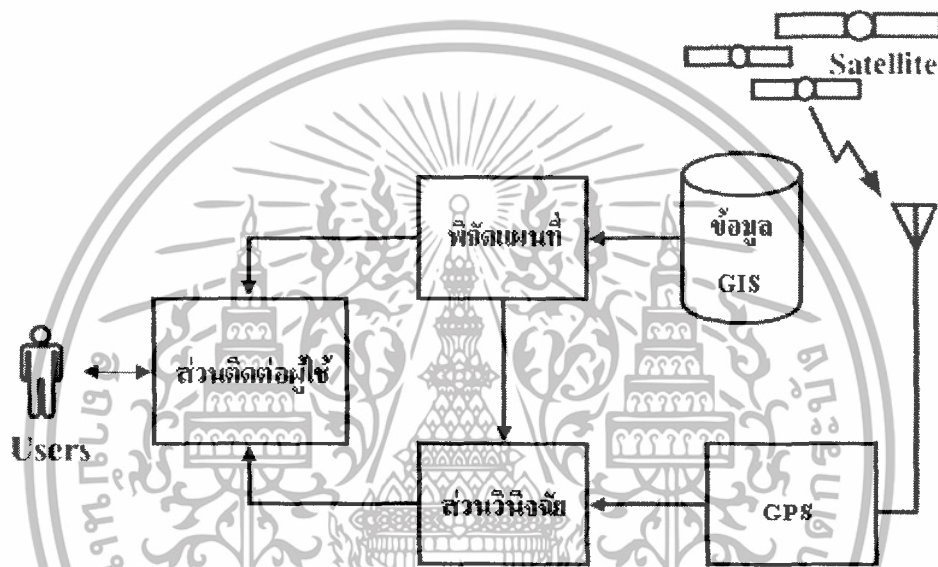 Satellite
ข้อมูล
GIS
พิกัดแผนที่
ส่วนติดต่อผู้ใช้
Users
ส่วนวินิจฉัย
GPS